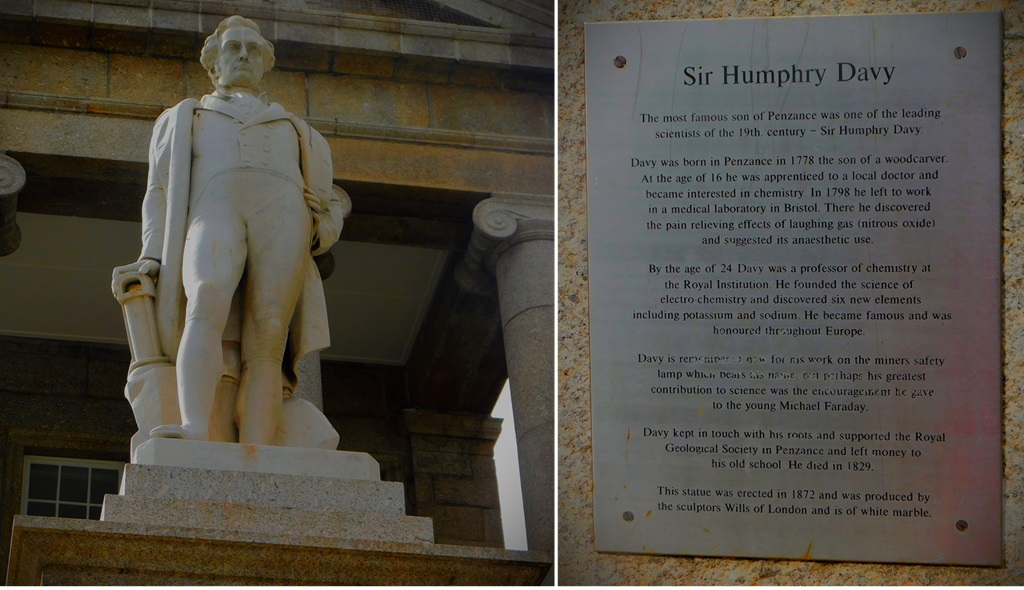 Sir Humphry Davy
The most famous son of Penzance was one of the leading
scientists of the 19th. century - Sir Humphry Davy
Davy was born in Penzance in 1778 the son of a woodcarver.
At the age of 16 he was apprenticed to a local doctor and
became interested in chemistry. In 1798 he left to work
in a medical laboratory in Bristol. There he discovered
the pain relieving effects of laughing gas (nitrous oxide)
and suggested its anaesthetic use.
By the age of 24 Davy was a professor of chemistry at
the Royal Institution. He founded the science of
electro-chemistry and discovered six new elements
including potassium and sodium. He became famous and was
honoured throughout Europe.
Davy is remembered now for his work on the miners safety
lamp which bears his name, but perhaps his greatest
contribution to science was the encouragement he gave
to the young Michael Faraday.
Davy kept in touch with his roots and supported the Royal
Geological Society in Penzance and left money to
his old school. He died in 1829.
This statue was erected in 1872 and was produced by
the sculptors Wills of London and is of white marble.